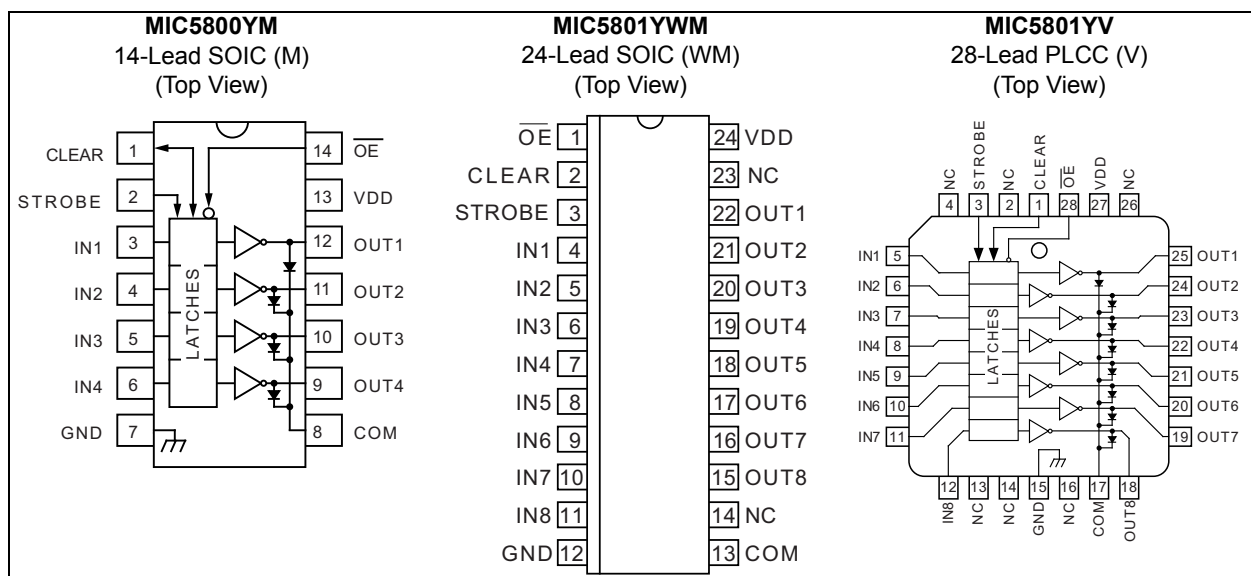 MIC5800YM
14-Lead SOIC (M)
(Top View)
CLEAR 1
14 OE
STROBE 2
13 VDD
IN1 3
12 OUT1
IN2 4
11 OUT2
IN3 5
10 OUT3
IN4 6
9 OUT4
GND 7
8 COM
LATCHES
MIC5801YWM
24-Lead SOIC (WM)
(Top View)
OE 1
24 VDD
CLEAR 2
23 NC
STROBE 3
22 OUT1
IN1 4
21 OUT2
IN2 5
20 OUT3
IN3 6
19 OUT4
IN4 7
18 OUT5
IN5 8
17 OUT6
IN6 9
16 OUT7
IN7 10
15 OUT8
IN8 11
14 NC
GND 12
13 COM
MIC5801YV
28-Lead PLCC (V)
(Top View)
NC 4
STROBE 3
NC 2
CLEAR 1
OE 28
VDD 27
NC 26
IN1 5
25 OUT1
IN2 6
24 OUT2
IN3 7
23 OUT3
IN4 8
22 OUT4
IN5 9
21 OUT5
IN6 10
20 OUT6
IN7 11
19 OUT7
LATCHES
12 IN8
13 NC
14 NC
15 GND
16 NC
17 COM
18 OUT8